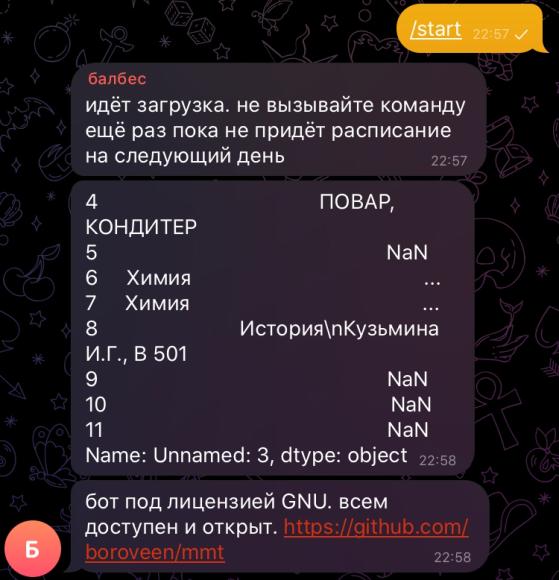 /start 22:57
балбес
идёт загрузка. не вызывайте команду
ещё раз пока не придёт расписание
на следующий день 22:57
4 ПОВАР,
КОНДИТЕР
5 NaN
6 Химия ...
7 Химия ...
8 История\nКузьмина
И.Г., В 501
9 NaN
10 NaN
11 NaN
Name: Unnamed: 3, dtype: object 22:58
бот под лицензией GNU. всем
доступен и открыт. https://github.com/
boroveen/mmt 22:58
Б